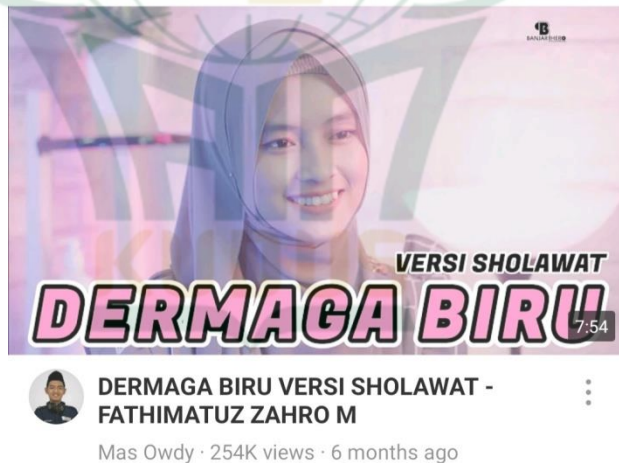 BANJARIHERO
VERSI SHOLAWAT
DERMAGA BIRU
7:54
DERMAGA BIRU VERSI SHOLAWAT -
FATHIMATUZ ZAHRO M
Mas Owdy · 254K views · 6 months ago